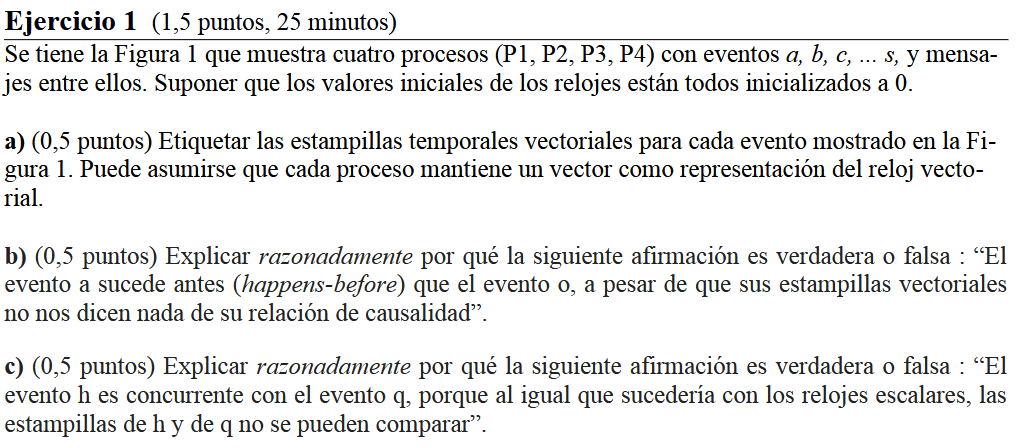 Ejercicio 1 (1,5 puntos, 25 minutos)
Se tiene la Figura 1 que muestra cuatro procesos (P1, P2, P3, P4) con eventos a, b, c, ... s, y mensa-
jes entre ellos. Suponer que los valores iniciales de los relojes están todos inicializados a 0.
a) (0,5 puntos) Etiquetar las estampillas temporales vectoriales para cada evento mostrado en la Fi-
gura 1. Puede asumirse que cada proceso mantiene un vector como representación del reloj vecto-
rial.
b) (0,5 puntos) Explicar razonadamente por qué la siguiente afirmación es verdadera o falsa : “El
evento a sucede antes (happens-before) que el evento o, a pesar de que sus estampillas vectoriales
no nos dicen nada de su relación de causalidad”.
c) (0,5 puntos) Explicar razonadamente por qué la siguiente afirmación es verdadera o falsa : “El
evento h es concurrente con el evento q, porque al igual que sucedería con los relojes escalares, las
estampillas de h y de q no se pueden comparar”.